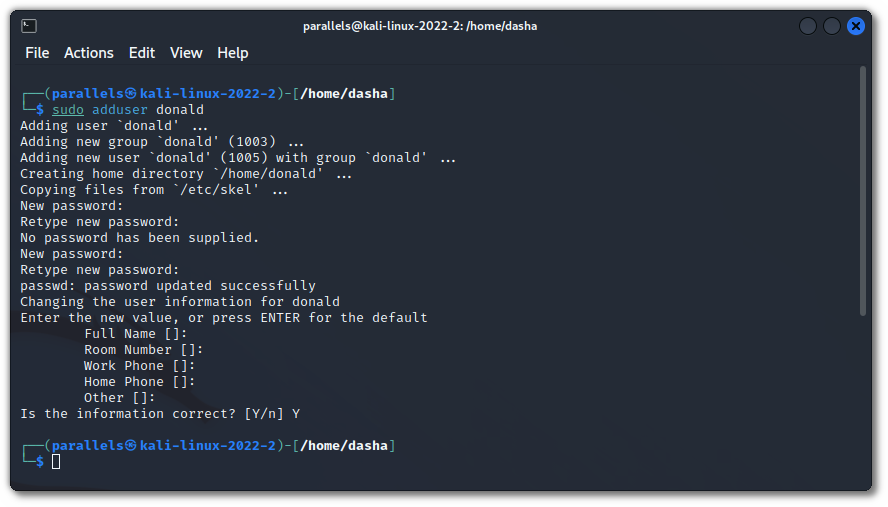 parallels@kali-linux-2022-2: /home/dasha
File Actions Edit View Help
┌──(parallels㉿kali-linux-2022-2)-[/home/dasha]
└─$ sudo adduser donald
Adding user `donald' ...
Adding new group `donald' (1003) ...
Adding new user `donald' (1005) with group `donald' ...
Creating home directory `/home/donald' ...
Copying files from `/etc/skel' ...
New password:
Retype new password:
No password has been supplied.
New password:
Retype new password:
passwd: password updated successfully
Changing the user information for donald
Enter the new value, or press ENTER for the default
Full Name []:
Room Number []:
Work Phone []:
Home Phone []:
Other []:
Is the information correct? [Y/n] Y
┌──(parallels㉿kali-linux-2022-2)-[/home/dasha]
└─$